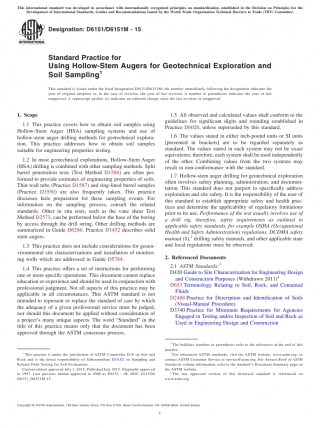 This international standard was developed in accordance with internationally recognized principles on standardization established in the Decision on Principles for the
Development of International Standards, Guides and Recommendations issued by the World Trade Organization Technical Barriers to Trade (TBT) Committee.
Designation: D6151/D6151M − 15
Standard Practice for
Using Hollow-Stem Augers for Geotechnical Exploration and
Soil Sampling¹
This standard is issued under the fixed designation D6151/D6151M; the number immediately following the designation indicates the
year of original adoption or, in the case of revision, the year of last revision. A number in parentheses indicates the year of last
reapproval. A superscript epsilon (ε) indicates an editorial change since the last revision or reapproval.
1. Scope
1.1 This practice covers how to obtain soil samples using
Hollow-Stem Auger (HSA) sampling systems and use of
hollow-stem auger drilling methods for geotechnical explora-
tion. This practice addresses how to obtain soil samples
suitable for engineering properties testing.
1.2 In most geotechnical explorations, Hollow-Stem Auger
(HSA) drilling is combined with other sampling methods. Split
barrel penetration tests (Test Method D1586) are often per-
formed to provide estimates of engineering properties of soils.
Thin-wall tube (Practice D1587) and ring-lined barrel samples
(Practice D3550) are also frequently taken. This practice
discusses hole preparation for these sampling events. For
information on the sampling process, consult the related
standards. Other in situ tests, such as the vane shear Test
Method D2573, can be performed below the base of the boring
by access through the drill string. Other drilling methods are
summarized in Guide D6286. Practice D1452 describes solid
stem augers.
1.3 This practice does not include considerations for geoen-
vironmental site characterizations and installation of monitor-
ing wells which are addressed in Guide D5784.
1.4 This practice offers a set of instructions for performing
one or more specific operations. This document cannot replace
education or experience and should be used in conjunction with
professional judgment. Not all aspects of this practice may be
applicable in all circumstances. This ASTM standard is not
intended to represent or replace the standard of care by which
the adequacy of a given professional service must be judged,
nor should this document be applied without consideration of
a project's many unique aspects. The word "Standard" in the
title of this practice means only that the document has been
approved through the ASTM consensus process.
¹ This practice is under the jurisdiction of ASTM Committee D18 on Soil and
Rock and is the direct responsibility of Subcommittee D18.02 on Sampling and
Related Field Testing for Soil Evaluations.
Current edition approved July 1, 2015. Published July 2015. Originally approved
in 1997. Last previous edition approved in 2008 as D6151 – 08. DOI: 10.1520/
D6151_D6151M-15.
1.5 All observed and calculated values shall conform to the
guidelines for significant digits and rounding established in
Practice D6026, unless superseded by this standard.
1.6 The values stated in either inch-pound units or SI units
[presented in brackets] are to be regarded separately as
standard. The values stated in each system may not be exact
equivalents; therefore, each system shall be used independently
of the other. Combining values from the two systems may
result in non-conformance with the standard.
1.7 Hollow-stem auger drilling for geotechnical exploration
often involves safety planning, administration, and documen-
tation. This standard does not purport to specifically address
exploration and site safety. It is the responsibility of the user of
this standard to establish appropriate safety and health prac-
tices and determine the applicability of regulatory limitations
prior to its use. Performance of the test usually involves use of
a drill rig, therefore, safety requirements as outlined in
applicable safety standards, for example OSHA (Occupational
Health and Safety Administration) regulations, DCDMA safety
manual (1),² drilling safety manuals, and other applicable state
and local regulations must be observed.
2. Referenced Documents
2.1 ASTM Standards:³
D420 Guide to Site Characterization for Engineering Design
and Construction Purposes (Withdrawn 2011)⁴
D653 Terminology Relating to Soil, Rock, and Contained
Fluids
D2488 Practice for Description and Identification of Soils
(Visual-Manual Procedure)
D3740 Practice for Minimum Requirements for Agencies
Engaged in Testing and/or Inspection of Soil and Rock as
Used in Engineering Design and Construction
² The boldface numbers in parentheses refer to the references at the end of this
practice.
³ For referenced ASTM standards, visit the ASTM website, www.astm.org, or
contact ASTM Customer Service at service@astm.org. For Annual Book of ASTM
Standards volume information, refer to the standard's Document Summary page on
the ASTM website.
⁴ The last approved version of this historical standard is referenced on
www.astm.org.
Copyright © ASTM International, 100 Barr Harbor Drive, PO Box C700, West Conshohocken, PA 19428-2959. United States
1